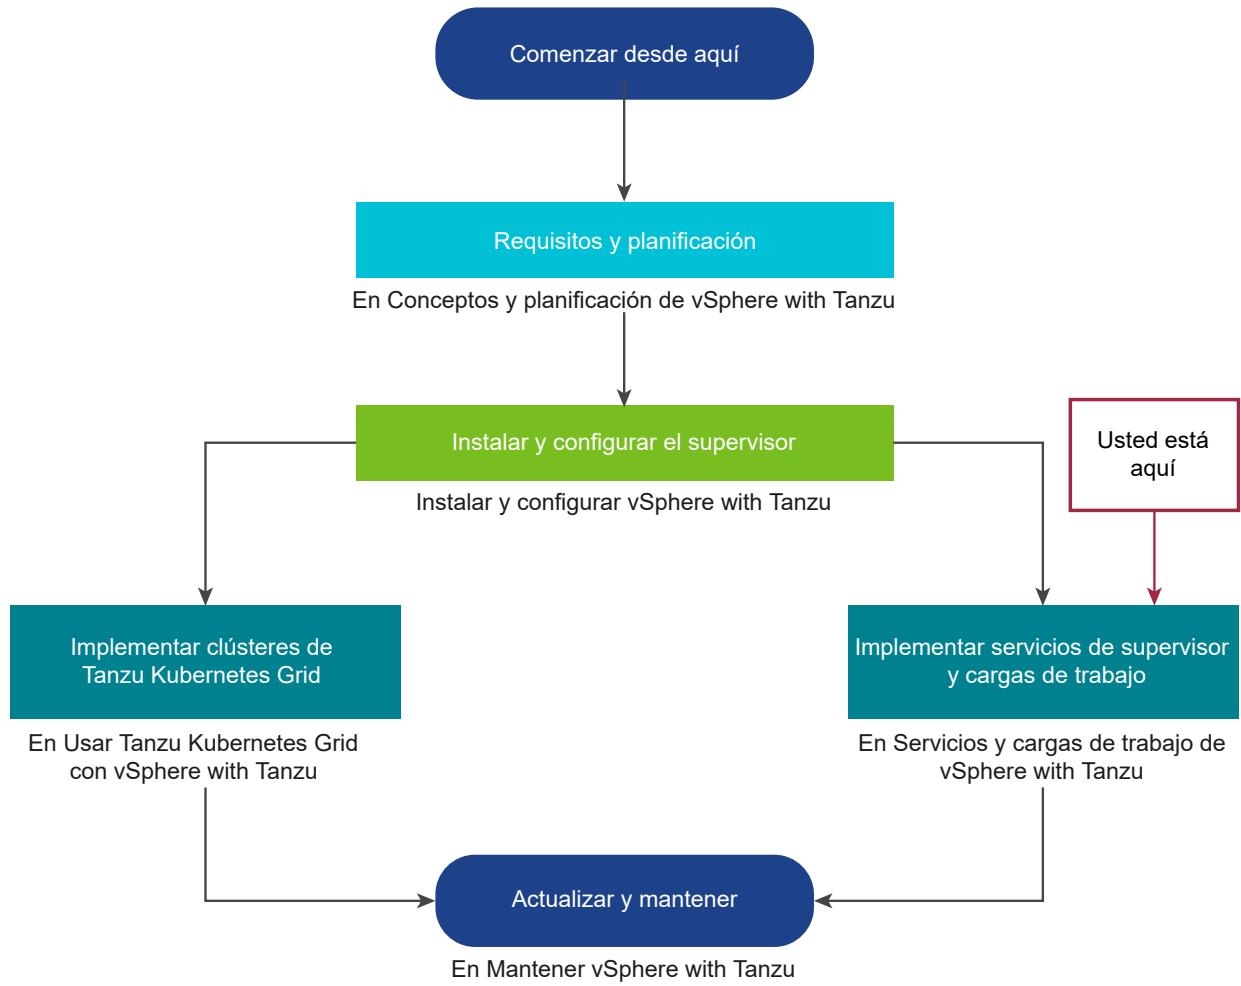 Comenzar desde aquí
Requisitos y planificación
En Conceptos y planificación de vSphere with Tanzu
Instalar y configurar el supervisor
Instalar y configurar vSphere with Tanzu
Usted está
aquí
Implementar clústeres de
Tanzu Kubernetes Grid
En Usar Tanzu Kubernetes Grid
con vSphere with Tanzu
Implementar servicios de supervisor
y cargas de trabajo
En Servicios y cargas de trabajo de
vSphere with Tanzu
Actualizar y mantener
En Mantener vSphere with Tanzu